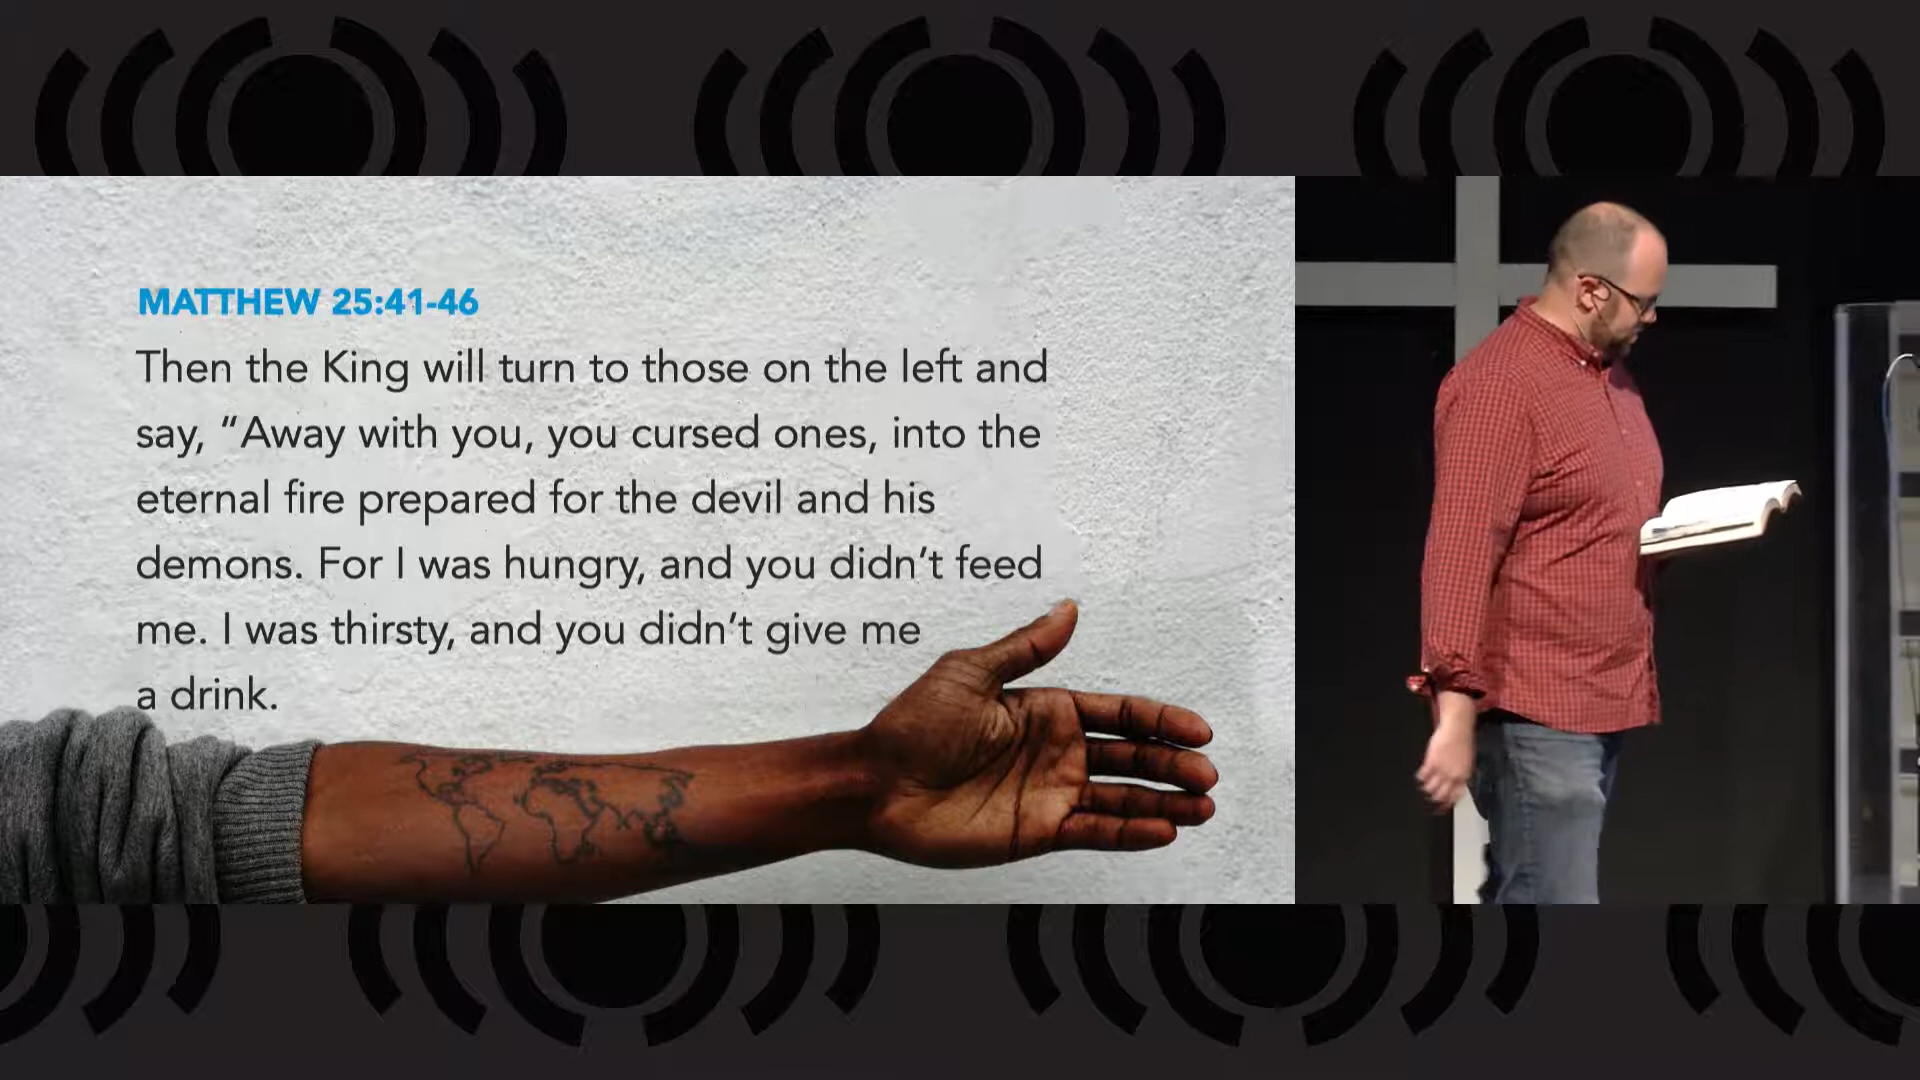 MATTHEW 25:41-46
Then the King will turn to those on the left and
say, “Away with you, you cursed ones, into the
eternal fire prepared for the devil and his
demons. For I was hungry, and you didn’t feed
me. I was thirsty, and you didn’t give me
a drink.